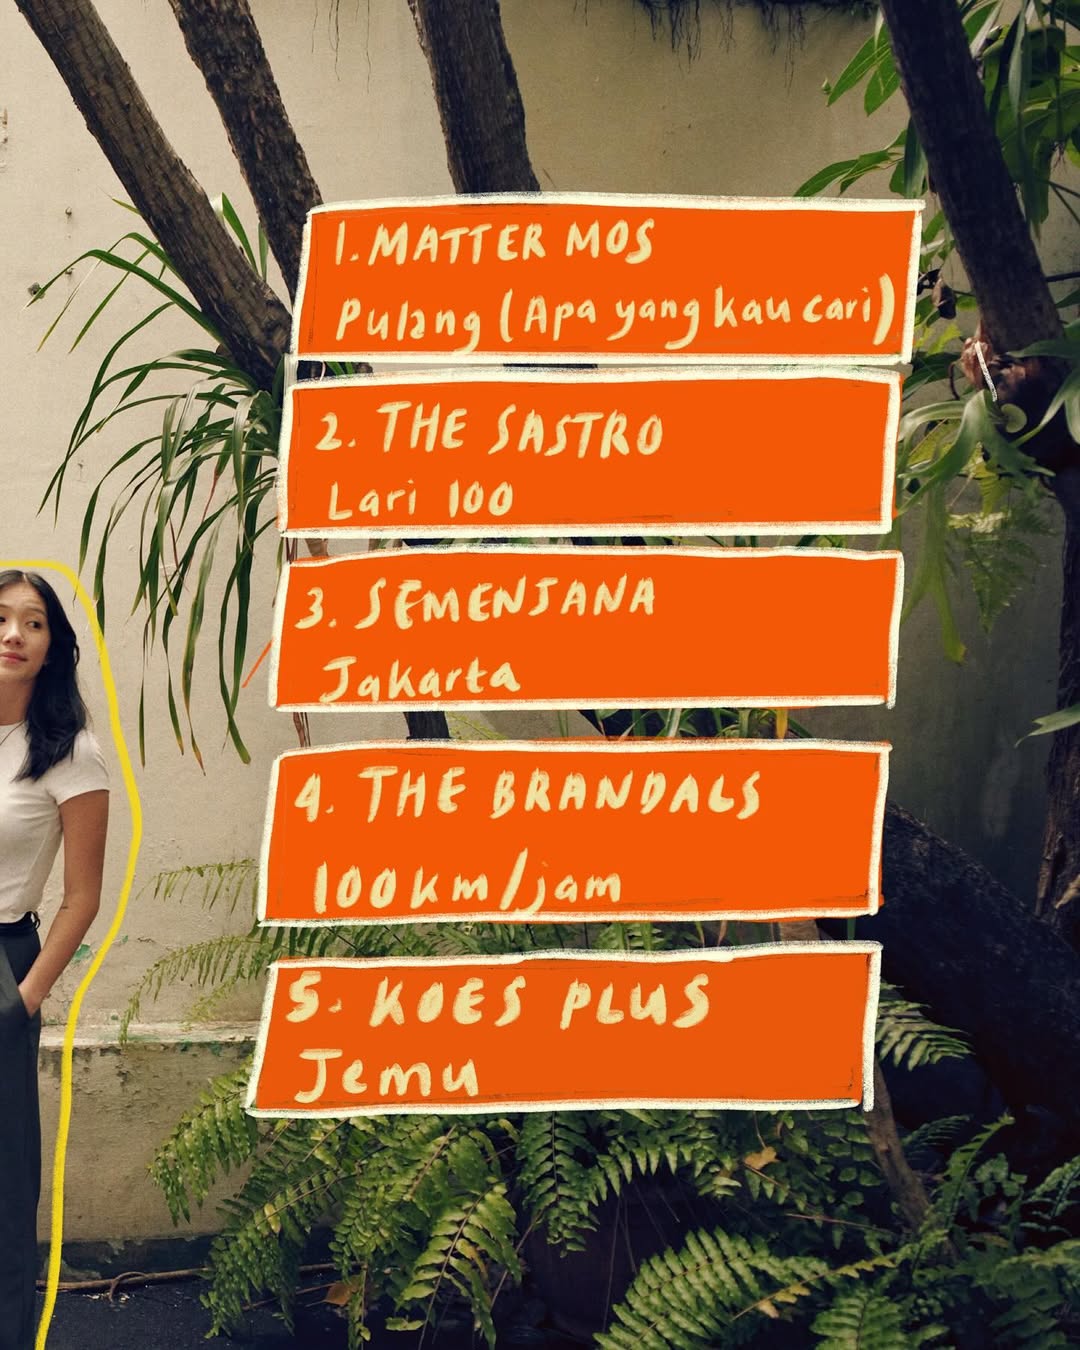 1. MATTER MOS
Pulang (Apa yang kau cari)
2. THE SASTRO
Lari 100
3. SEMENJANA
Jakarta
4. THE BRANDALS
100km/jam
5. KOES PLUS
Jemu